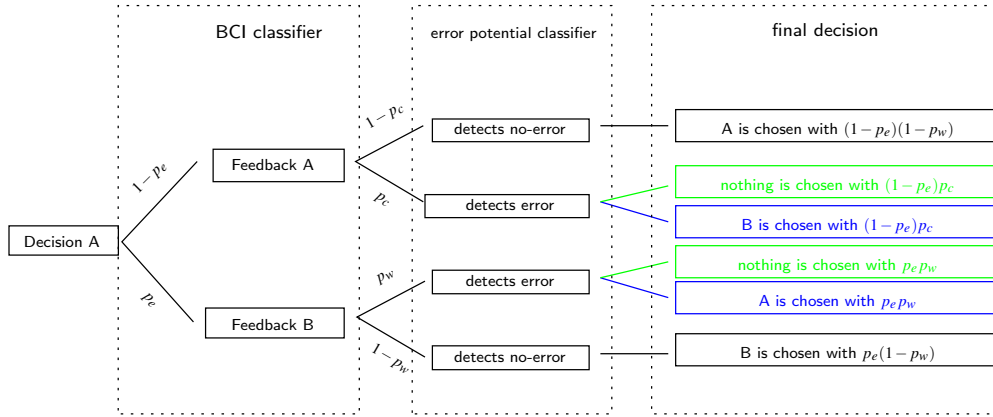 BCI classifier
error potential classifier
final decision
1−p_c
detects no-error
A is chosen with (1−p_e)(1−p_w)
1−p_e
Feedback A
nothing is chosen with (1−p_e)p_c
p_c
detects error
B is chosen with (1−p_e)p_c
Decision A
nothing is chosen with p_e p_w
p_w
detects error
p_e
A is chosen with p_e p_w
Feedback B
1−p_w
detects no-error
B is chosen with p_e(1−p_w)